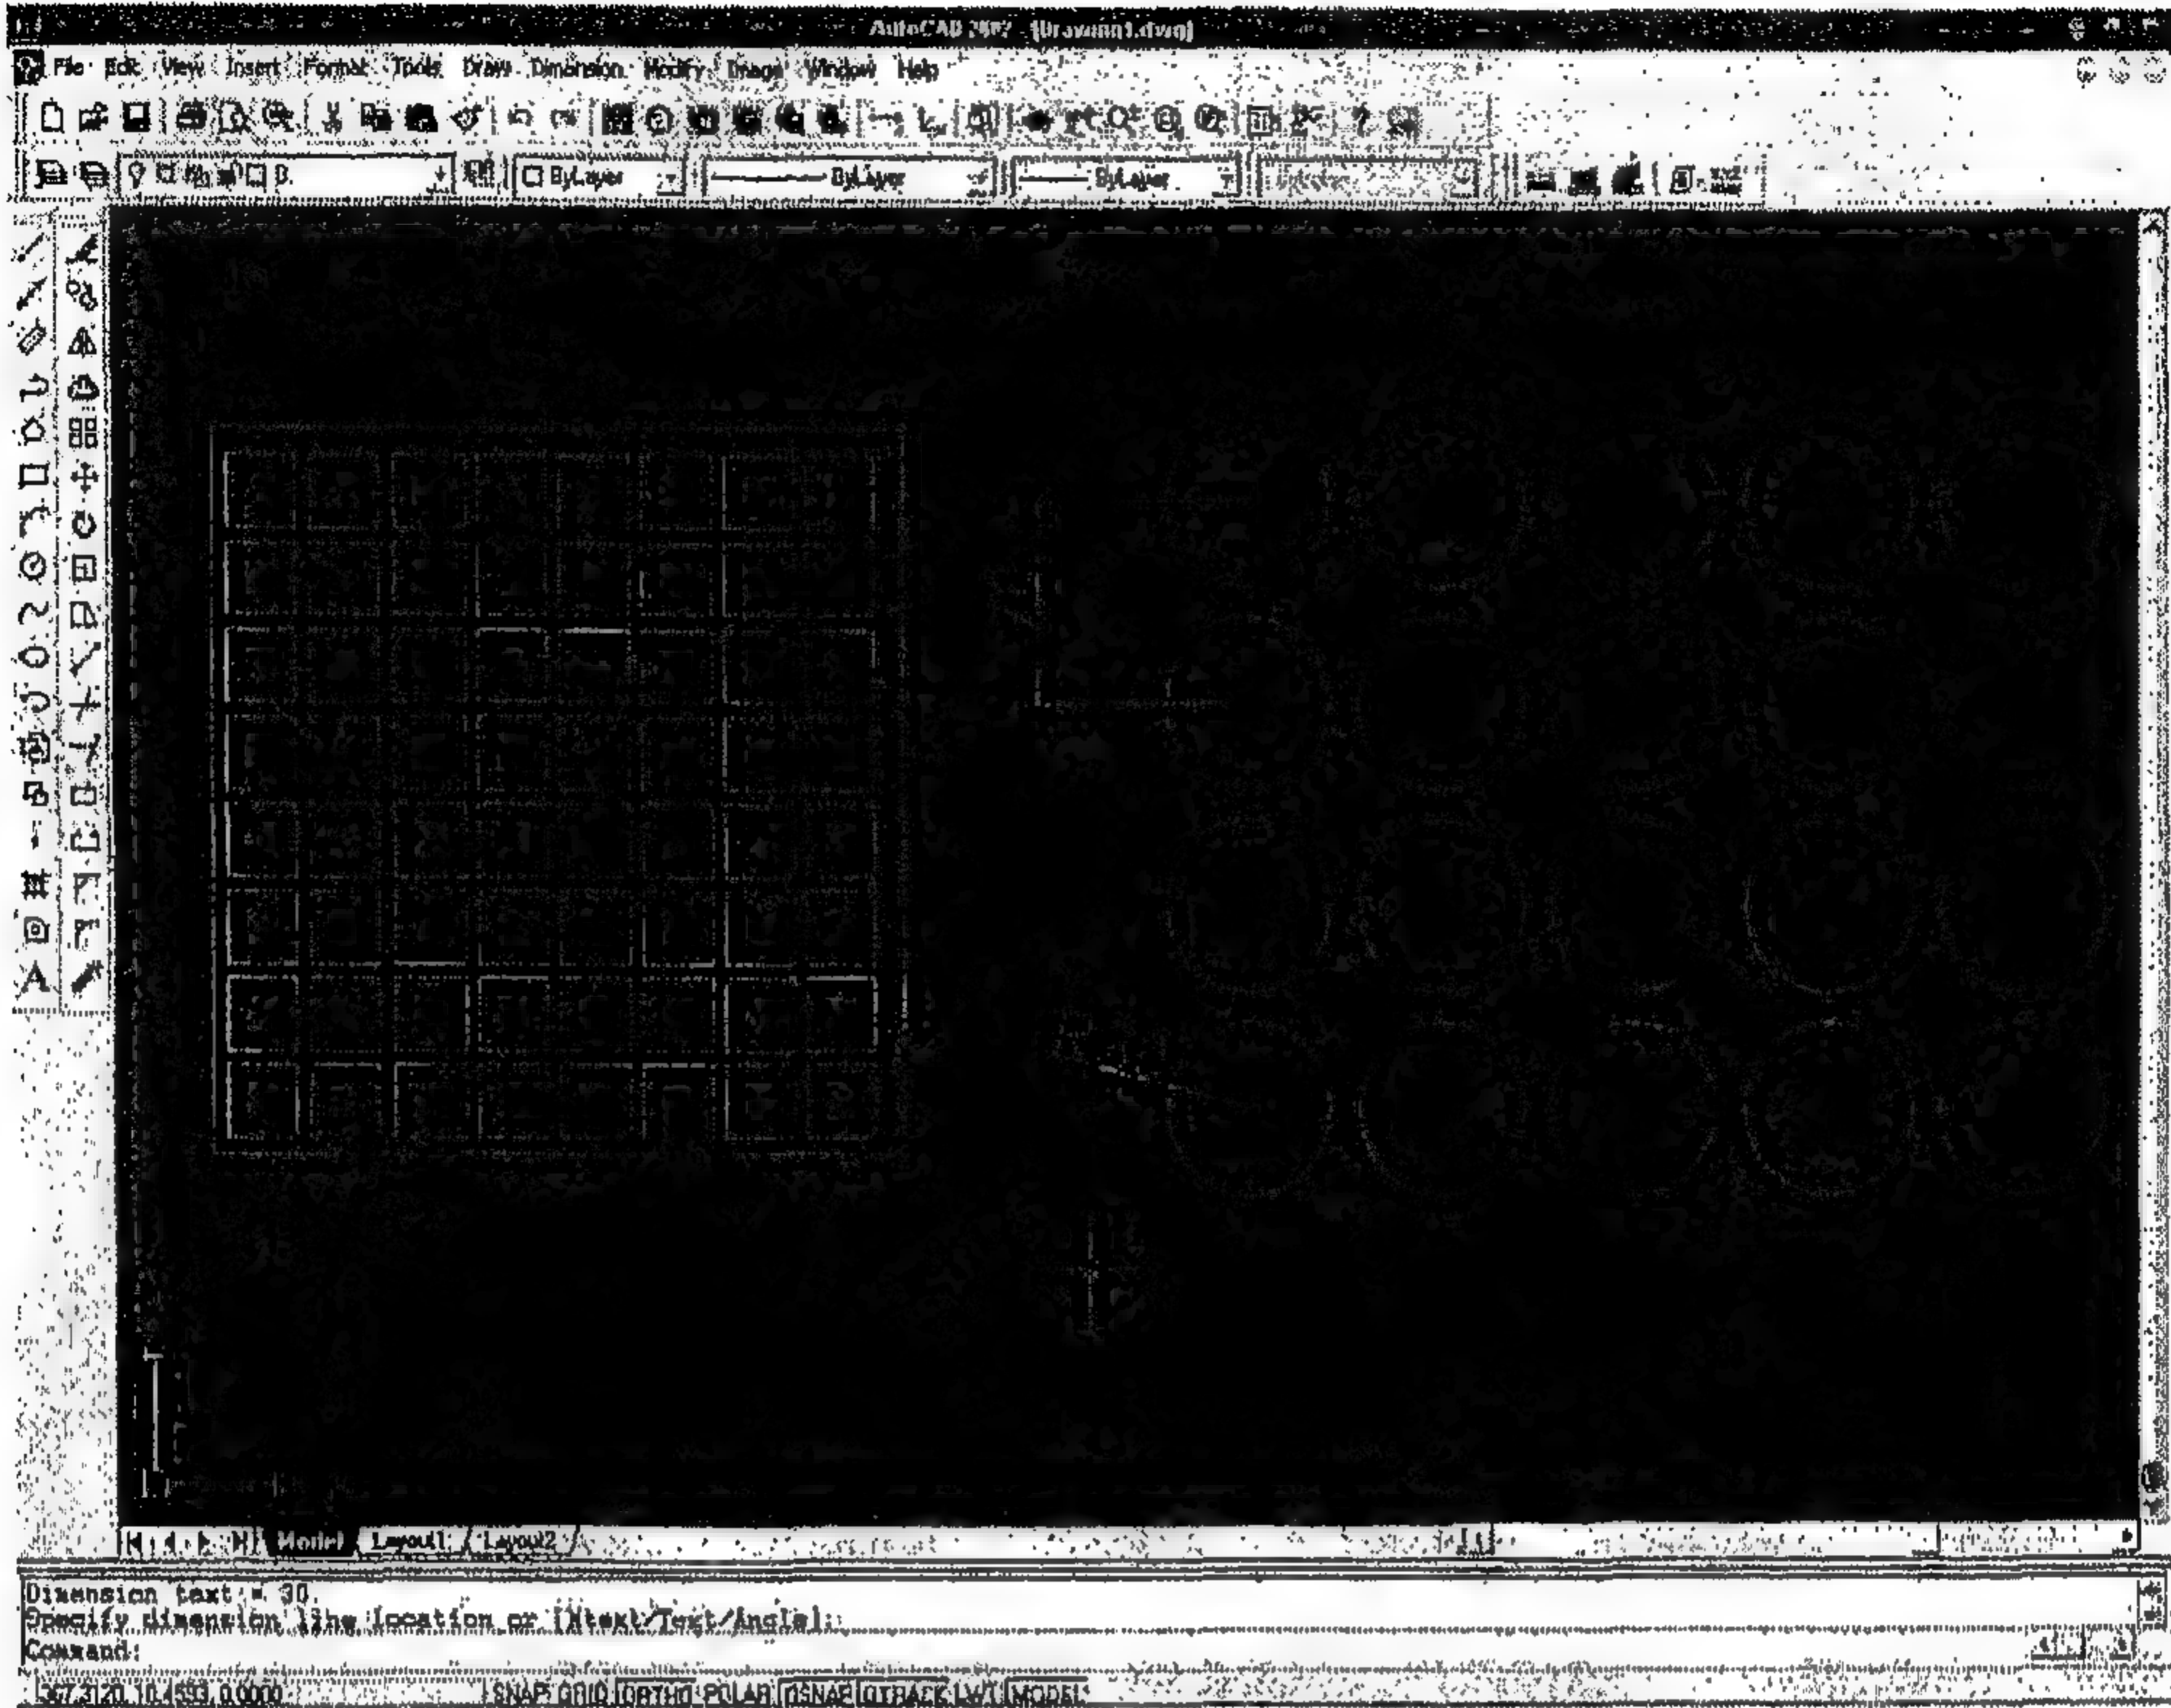 AutoCAD 2002 - [Drawing1.dwg]
File Edit View Insert Format Tools Draw Dimension Modify Image Window Help
0 ByLayer ByLayer ByLayer
A
Model Layout1 Layout2
Dimension text = 30
Specify dimension line location or [Mtext/Text/Angle]:
Command:
SNAP GRID ORTHO POLAR OSNAP OTRACK LWT MODEL